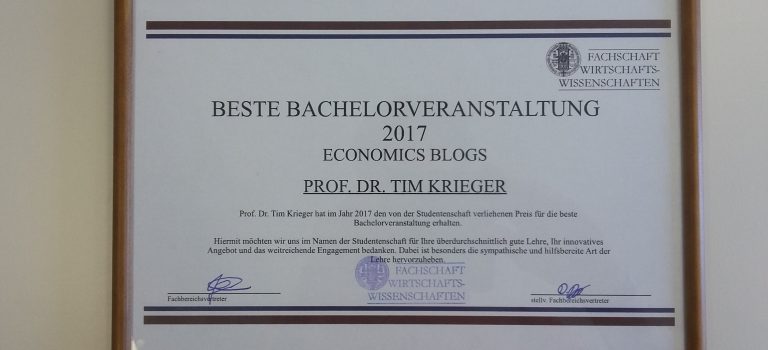 FACHSCHAFT
WIRTSCHAFTS-
WISSENSCHAFTEN
BESTE BACHELORVERANSTALTUNG
2017
ECONOMICS BLOGS
PROF. DR. TIM KRIEGER
Prof. Dr. Tim Krieger hat im Jahr 2017 den von der Studentenschaft verliehenen Preis für die beste
Bachelorveranstaltung erhalten.
Hiermit möchten wir uns im Namen der Studentenschaft für Ihre überdurchschnittlich gute Lehre, Ihr innovatives
Angebot und das weitreichende Engagement bedanken. Dabei ist besonders die sympathische und hilfsbereite Art der
Lehre hervorzuheben.
FACHSCHAFT
WIRTSCHAFTS-
WISSENSCHAFTEN
Fachbereichsvertreter
stellv. Fachbereichsvertreter